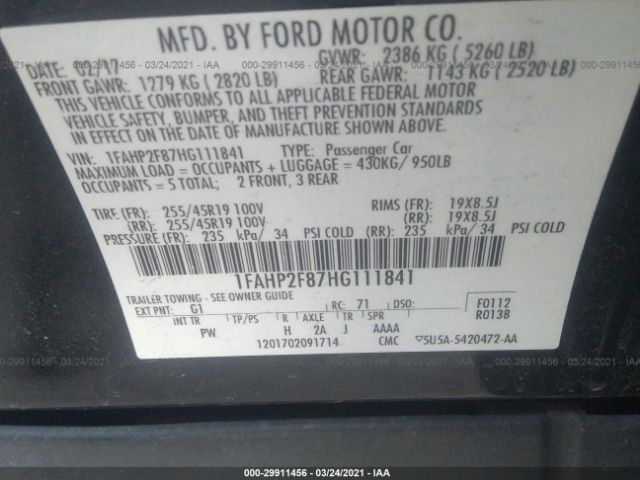 MFD. BY FORD MOTOR CO.
DATE: 02/17 GVWR: 2386 KG ( 5260 LB)
FRONT GAWR: 1279 KG ( 2820 LB) REAR GAWR: 1143 KG ( 2520 LB)
THIS VEHICLE CONFORMS TO ALL APPLICABLE FEDERAL MOTOR
VEHICLE SAFETY, BUMPER, AND THEFT PREVENTION STANDARDS
IN EFFECT ON THE DATE OF MANUFACTURE SHOWN ABOVE.
VIN: 1FAHP2F87HG111841 TYPE: Passenger Car
MAXIMUM LOAD = OCCUPANTS + LUGGAGE = 430KG/ 950LB
OCCUPANTS = 5 TOTAL; 2 FRONT, 3 REAR
TIRE (FR): 255/45R19 100V RIMS (FR): 19X8.5J
(RR): 255/45R19 100V (RR): 19X8.5J
PRESSURE (FR): 235 kPa/ 34 PSI COLD (RR): 235 kPa/ 34 PSI COLD
1FAHP2F87HG111841
TRAILER TOWING - SEE OWNER GUIDE
EXT PNT: G1 RC: 71 DSO: F0112
R0138
INT TR TP/PS R AXLE TR SPR
PW H 2A J AAAA
1201702091714 CMC ▽5U5A-5420472-AA
000-29911456 - 03/24/2021 - IAA